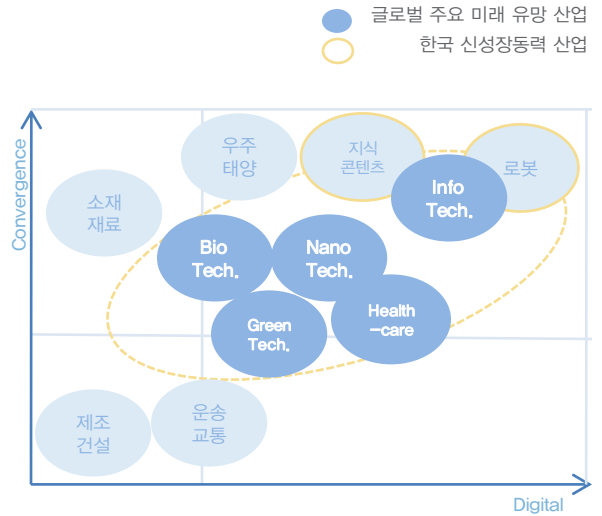 글로벌 주요 미래 유망 산업
한국 신성장동력 산업
Convergence
우주
태양
지식
콘텐츠
로봇
Info
Tech.
소재
재료
Bio
Tech.
Nano
Tech.
Green
Tech.
Health
-care
제조
건설
운송
교통
Digital